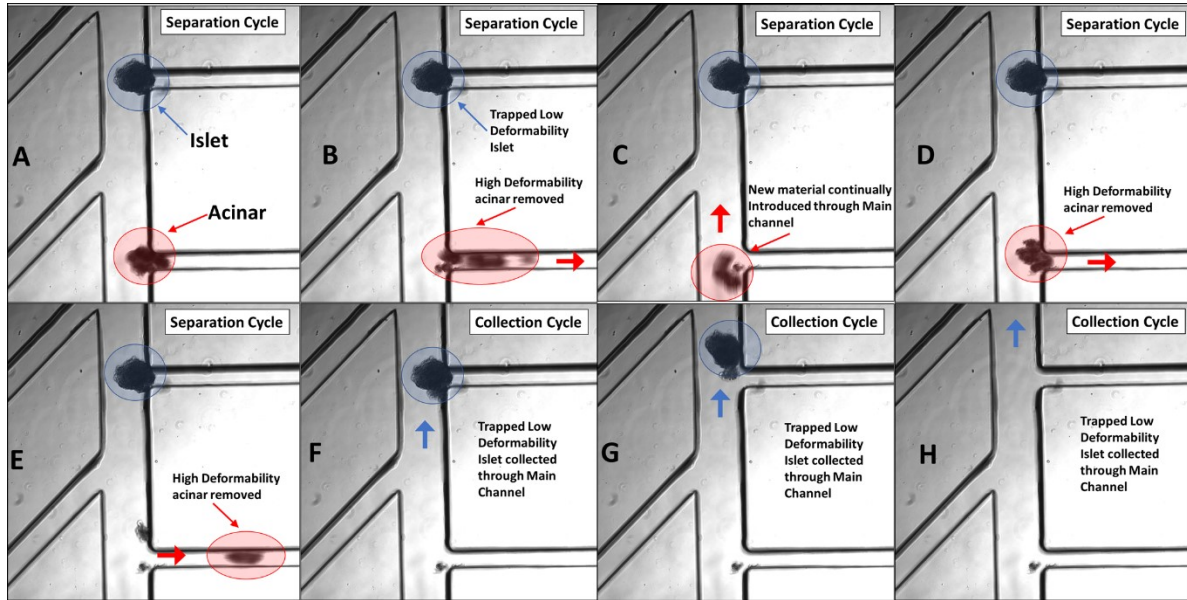 Separation Cycle
A
Islet
Acinar
Separation Cycle
B
Trapped Low
Deformability
Islet
High Deformability
acinar removed
Separation Cycle
C
New material continually
Introduced through Main
channel
Separation Cycle
D
High Deformability
acinar removed
Separation Cycle
E
High Deformability
acinar removed
Collection Cycle
F
Trapped Low
Deformability
Islet collected
through Main
Channel
Collection Cycle
G
Trapped Low
Deformability
Islet collected
through Main
Channel
Collection Cycle
H
Trapped Low
Deformability
Islet collected
through Main
Channel